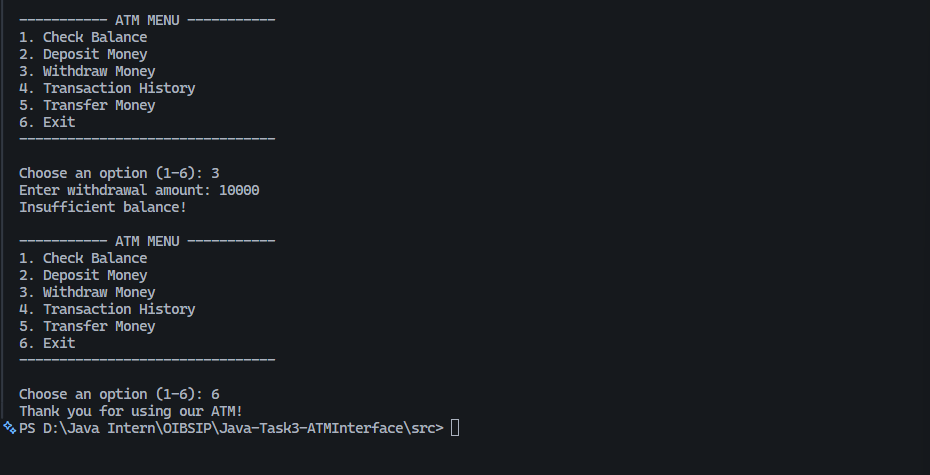 ----------- ATM MENU -----------
1. Check Balance
2. Deposit Money
3. Withdraw Money
4. Transaction History
5. Transfer Money
6. Exit
--------------------------------
Choose an option (1-6): 3
Enter withdrawal amount: 10000
Insufficient balance!
----------- ATM MENU -----------
1. Check Balance
2. Deposit Money
3. Withdraw Money
4. Transaction History
5. Transfer Money
6. Exit
--------------------------------
Choose an option (1-6): 6
Thank you for using our ATM!
PS D:\Java Intern\OIBSIP\Java-Task3-ATMInterface\src>